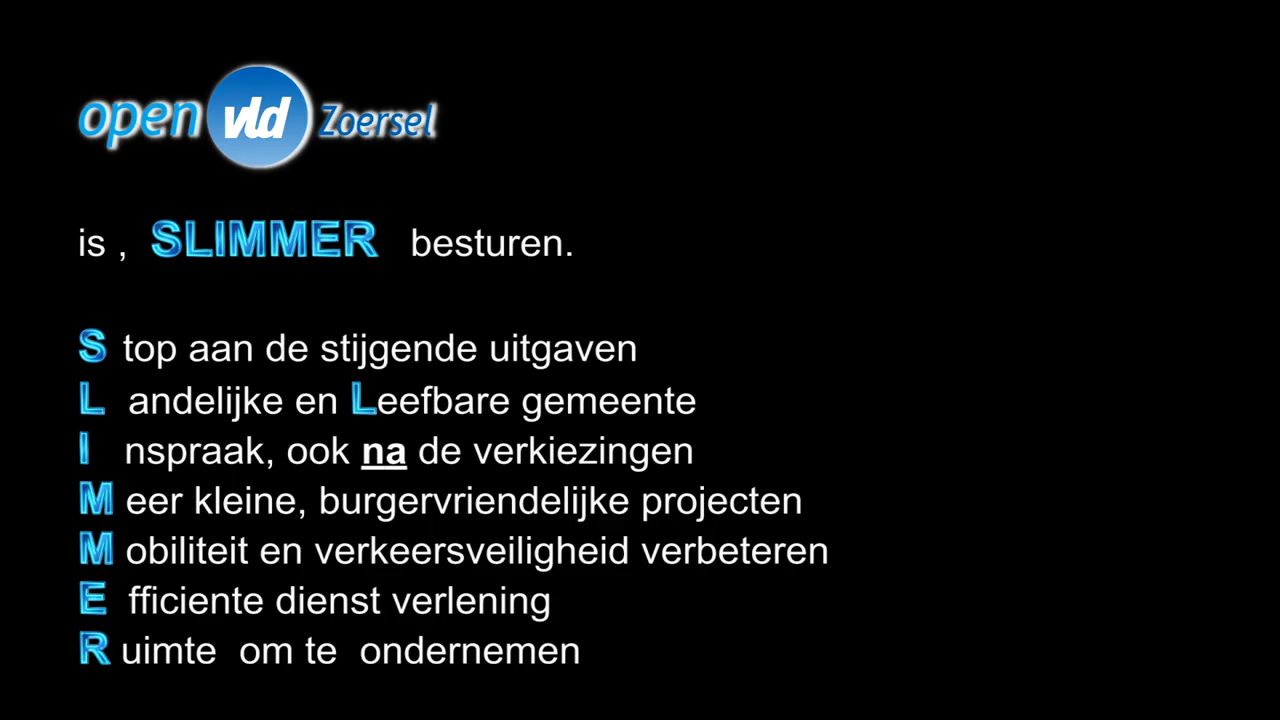 open vld Zoersel
is , SLIMMER besturen.
S top aan de stijgende uitgaven
L andelijke en Leefbare gemeente
I nspraak, ook na de verkiezingen
M eer kleine, burgervriendelijke projecten
M obiliteit en verkeersveiligheid verbeteren
E fficiente dienst verlening
R uimte om te ondernemen